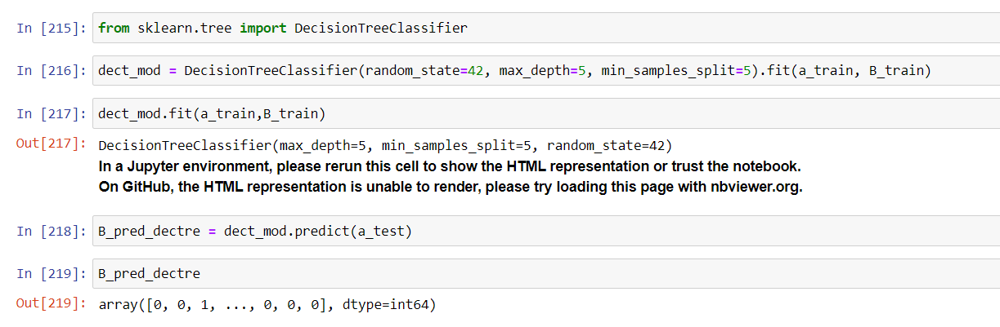 In [215]: from sklearn.tree import DecisionTreeClassifier
In [216]: dect_mod = DecisionTreeClassifier(random_state=42, max_depth=5, min_samples_split=5).fit(a_train, B_train)
In [217]: dect_mod.fit(a_train,B_train)
Out[217]: DecisionTreeClassifier(max_depth=5, min_samples_split=5, random_state=42)
In a Jupyter environment, please rerun this cell to show the HTML representation or trust the notebook.
On GitHub, the HTML representation is unable to render, please try loading this page with nbviewer.org.
In [218]: B_pred_dectre = dect_mod.predict(a_test)
In [219]: B_pred_dectre
Out[219]: array([0, 0, 1, ..., 0, 0, 0], dtype=int64)